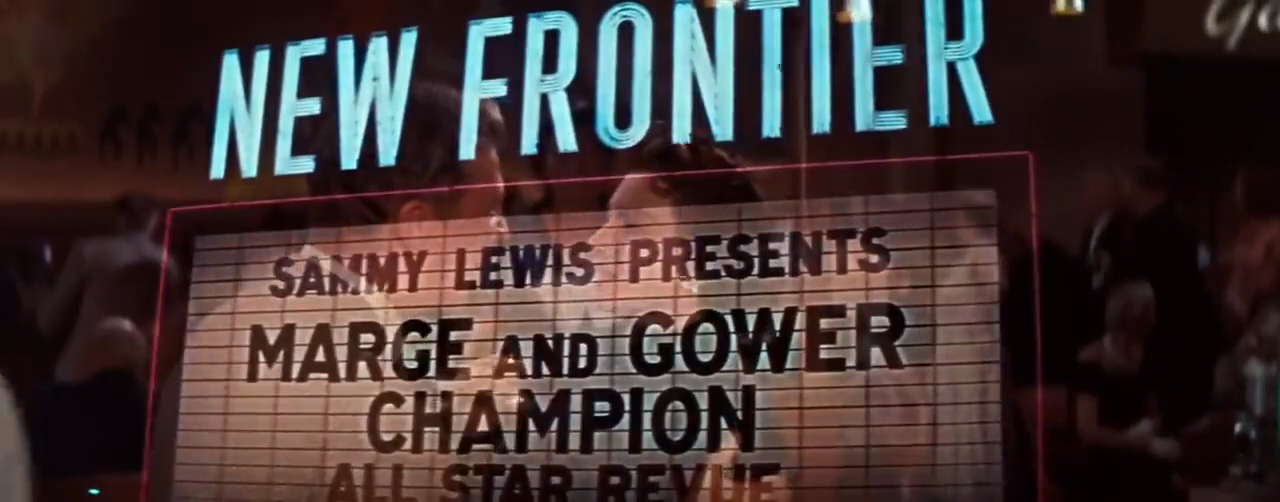 NEW FRONTIER
SAMMY LEWIS PRESENTS
MARGE AND GOWER
CHAMPION
ALL STAR REVUE